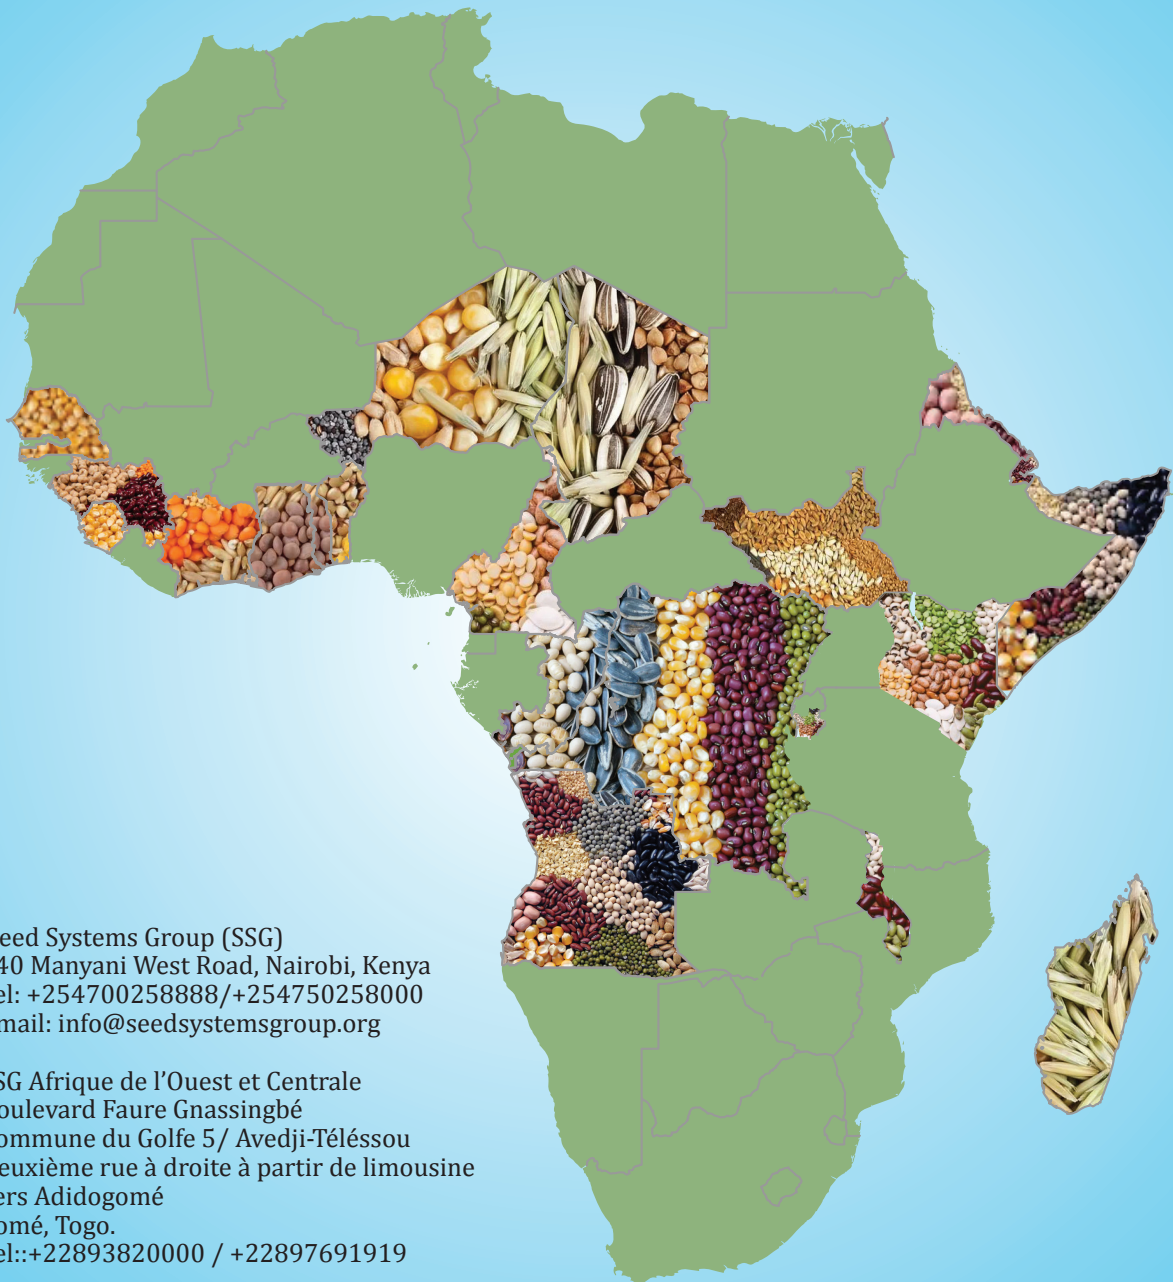 eed Systems Group (SSG)
40 Manyani West Road, Nairobi, Kenya
el: +254700258888/+254750258000
mail: info@seedsystemsgroup.org
SG Afrique de l'Ouest et Centrale
oulevard Faure Gnassingbé
ommune du Golfe 5/ Avedji-Téléssou
euxième rue à droite à partir de limousine
ers Adidogomé
omé, Togo.
el::+22893820000 / +22897691919